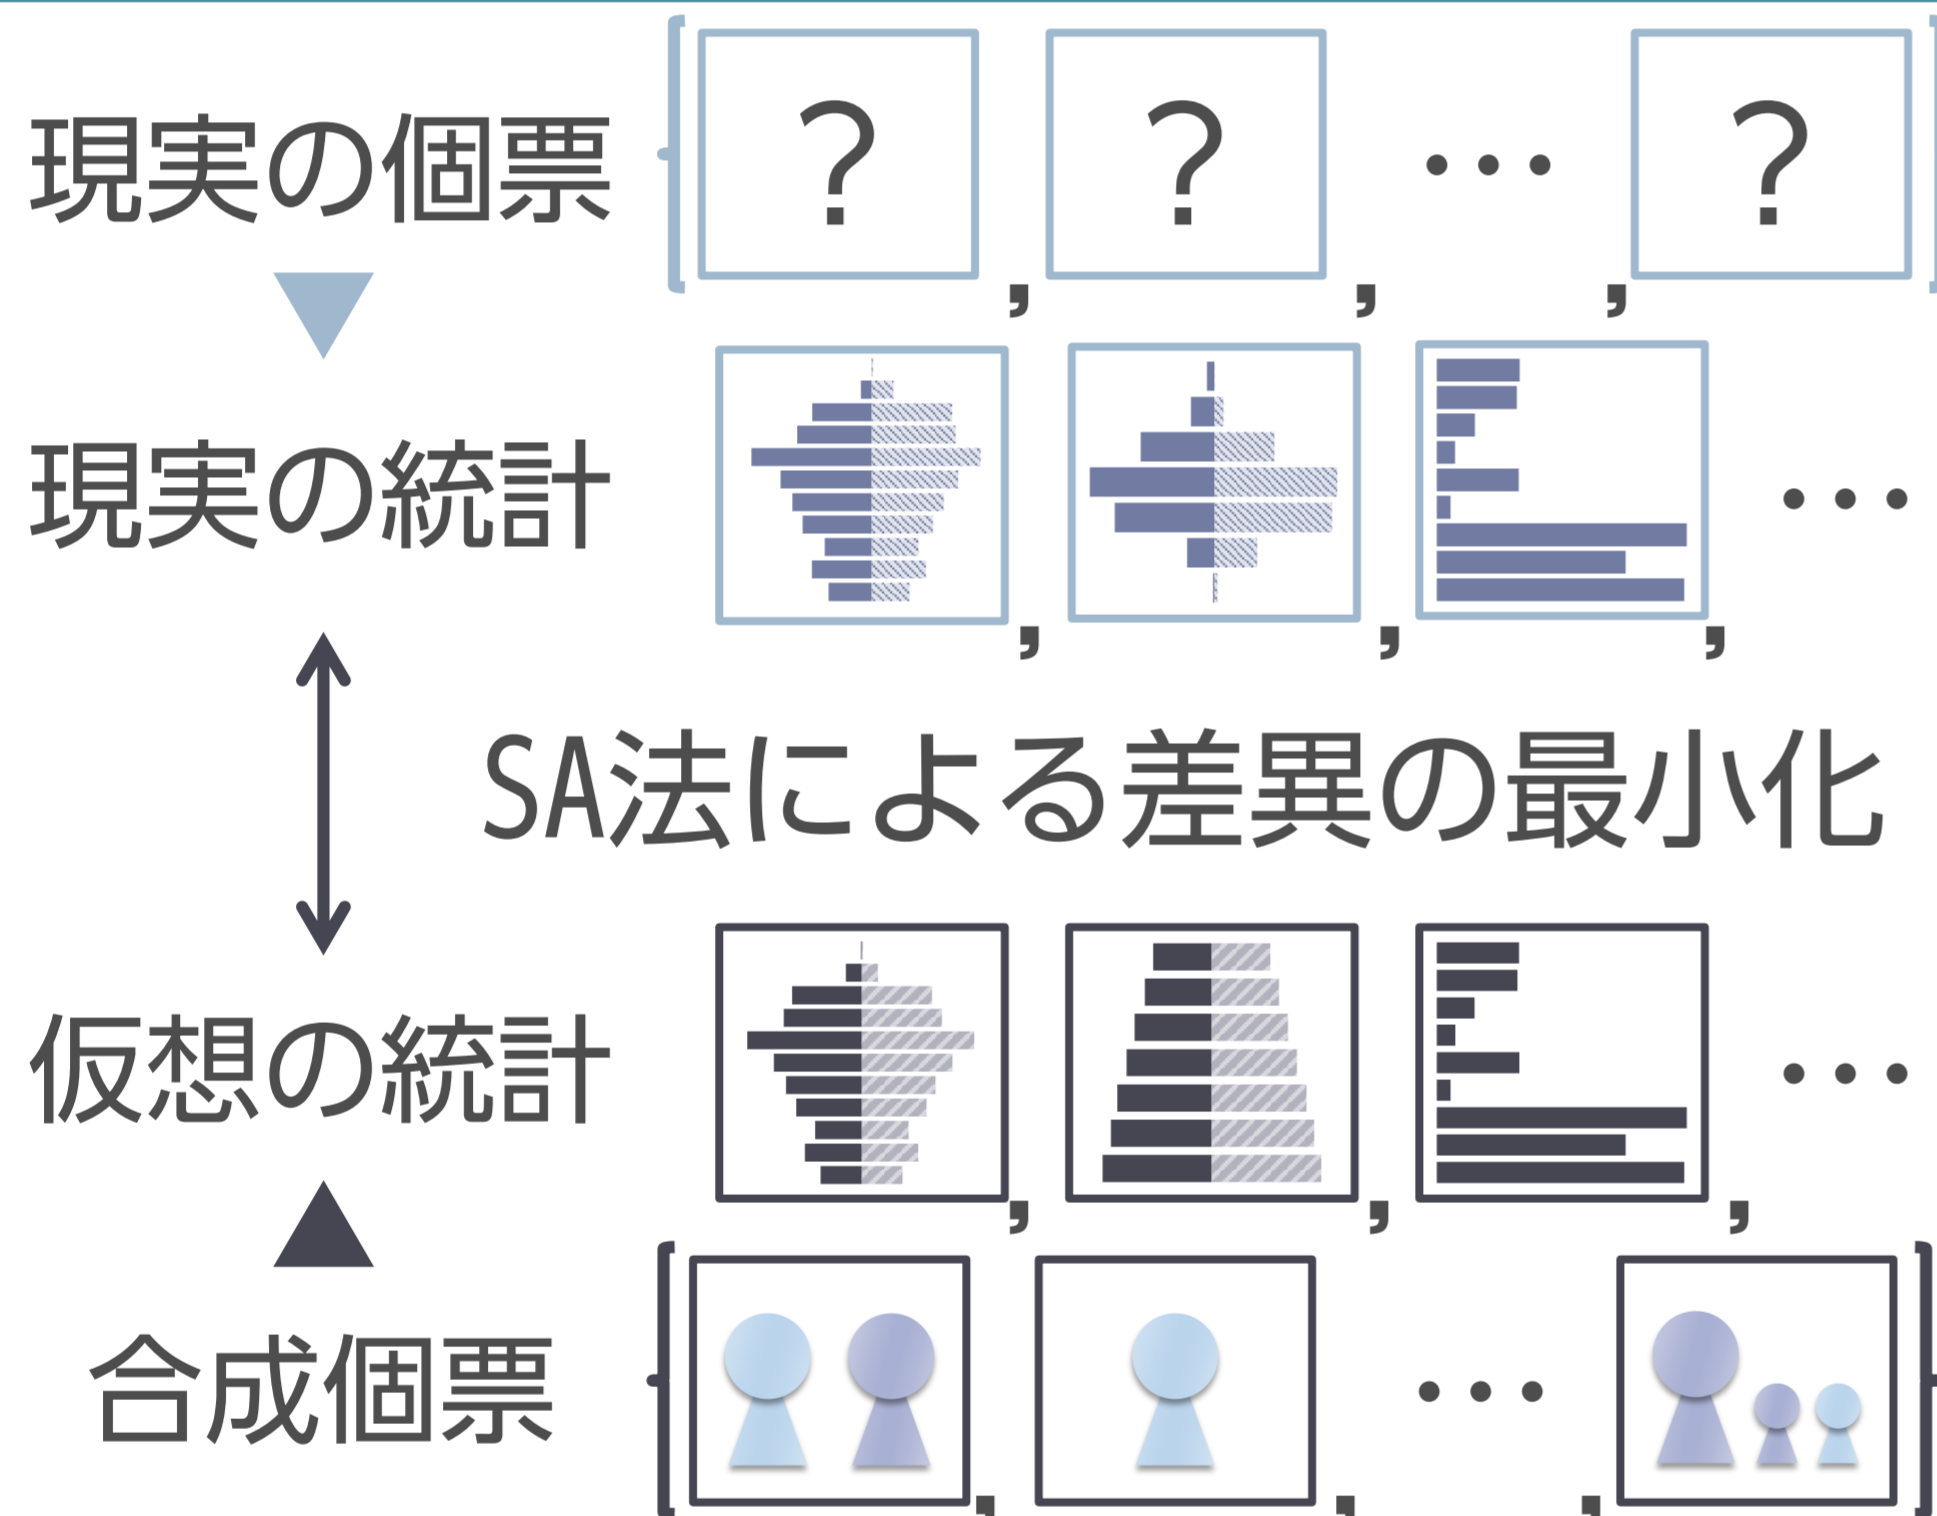 現実の個票
? , ? , ・・・ , ?
現実の統計
, , , ・・・
SA法による差異の最小化
仮想の統計
, , , ・・・
合成個票
, , ・・・ ,